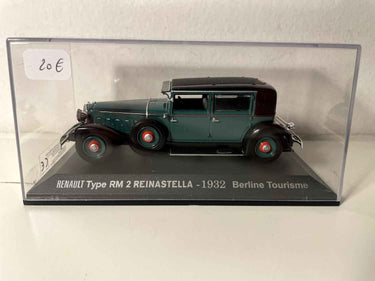 20 €
RENAULT Type RM 2 REINASTELLA - 1932 Berline Tourisme